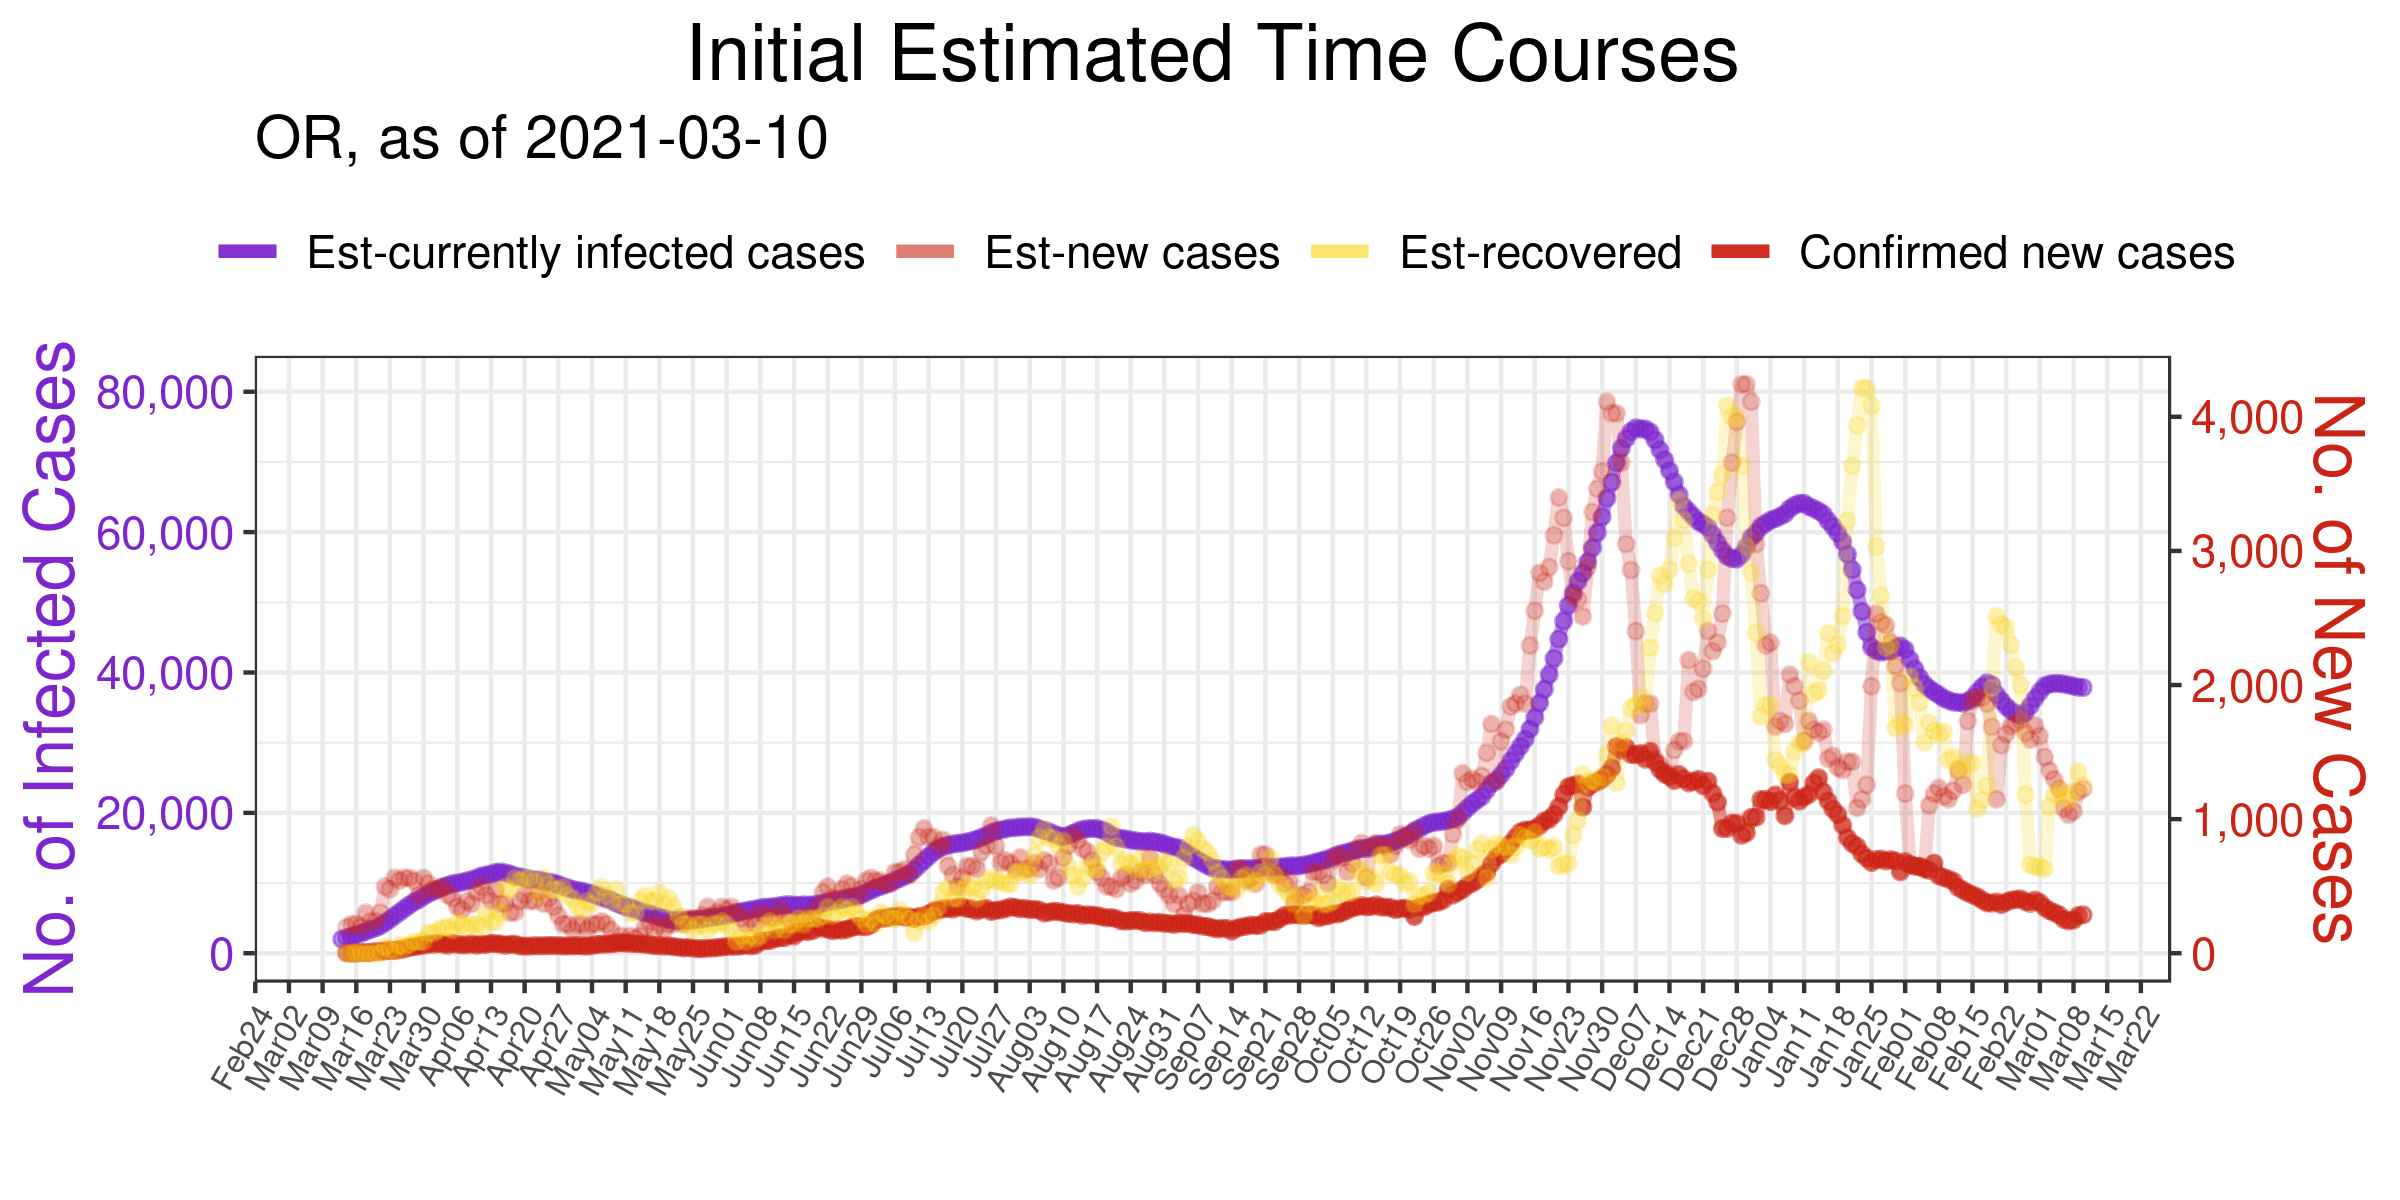 Initial Estimated Time Courses
OR, as of 2021-03-10
Est-currently infected cases Est-new cases Est-recovered Confirmed new cases
No. of Infected Cases
80,000
60,000
40,000
20,000
0
4,000
3,000
2,000
1,000
0
No. of New Cases
Feb24 Mar02 Mar09 Mar16 Mar23 Mar30 Apr06 Apr13 Apr20 Apr27 May04 May11 May18 May25 Jun01 Jun08 Jun15 Jun22 Jun29 Jul06 Jul13 Jul20 Jul27 Aug03 Aug10 Aug17 Aug24 Aug31 Sep07 Sep14 Sep21 Sep28 Oct05 Oct12 Oct19 Oct26 Nov02 Nov09 Nov16 Nov23 Nov30 Dec07 Dec14 Dec21 Dec28 Jan04 Jan11 Jan18 Jan25 Feb01 Feb08 Feb15 Feb22 Mar01 Mar08 Mar15 Mar22